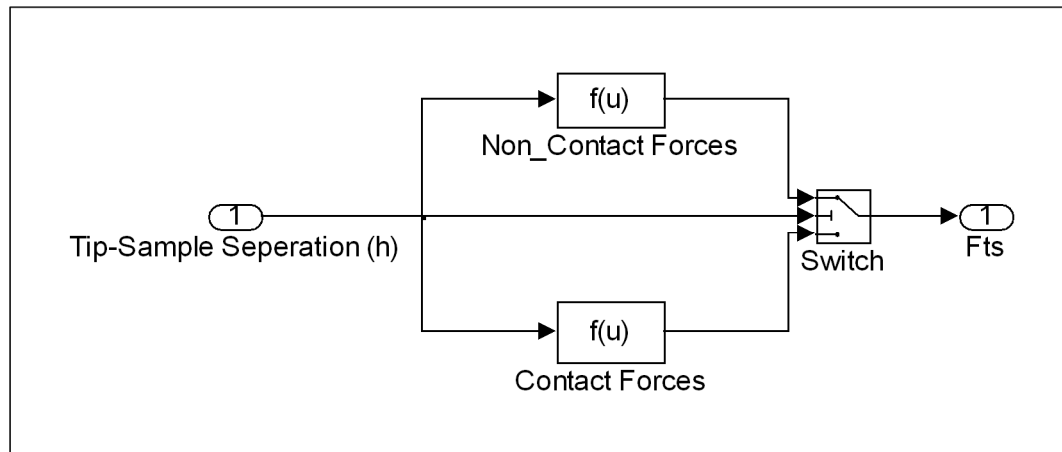 f(u)
Non_Contact Forces
1
Tip-Sample Seperation (h)
Switch
1
Fts
f(u)
Contact Forces